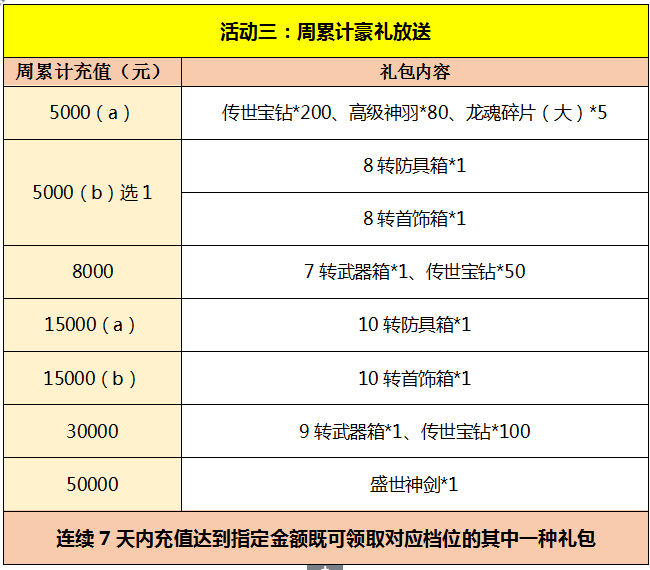 活动三：周累计豪礼放送
周累计充值（元）
礼包内容
5000（a）
传世宝钻*200、高级神羽*80、龙魂碎片（大）*5
5000（b）选1
8转防具箱*1
8转首饰箱*1
8000
7转武器箱*1、传世宝钻*50
15000（a）
10转防具箱*1
15000（b）
10转首饰箱*1
30000
9转武器箱*1、传世宝钻*100
50000
盛世神剑*1
连续7天内充值达到指定金额既可领取对应档位的其中一种礼包